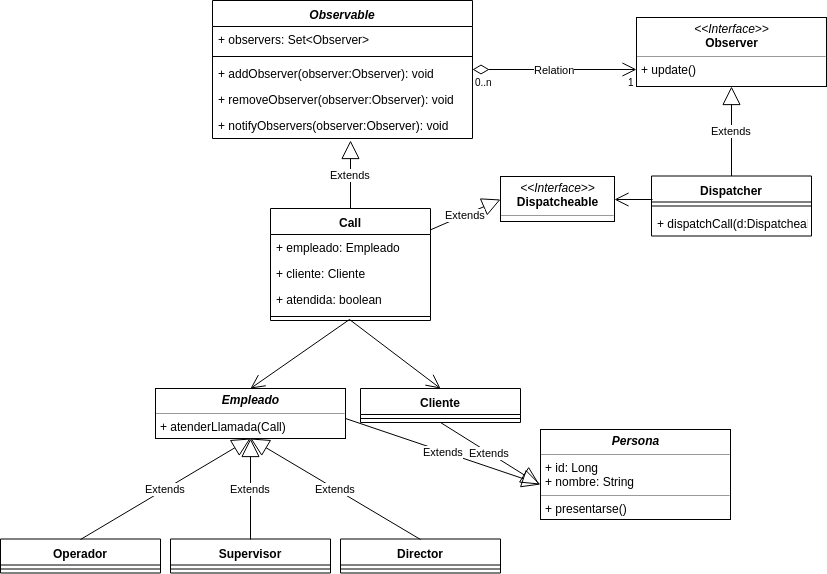 Observable
+ observers: Set<Observer>
+ addObserver(observer:Observer): void
+ removeObserver(observer:Observer): void
+ notifyObservers(observer:Observer): void
0..n
Relation
1
<<Interface>>
Observer
+ update()
Extends
Extends
<<Interface>>
Dispatcheable
Dispatcher
+ dispatchCall(d:Dispatchea
Extends
Call
+ empleado: Empleado
+ cliente: Cliente
+ atendida: boolean
Empleado
+ atenderLlamada(Call)
Cliente
Extends
Extends
Persona
+ id: Long
+ nombre: String
+ presentarse()
Extends
Extends
Extends
Operador
Supervisor
Director